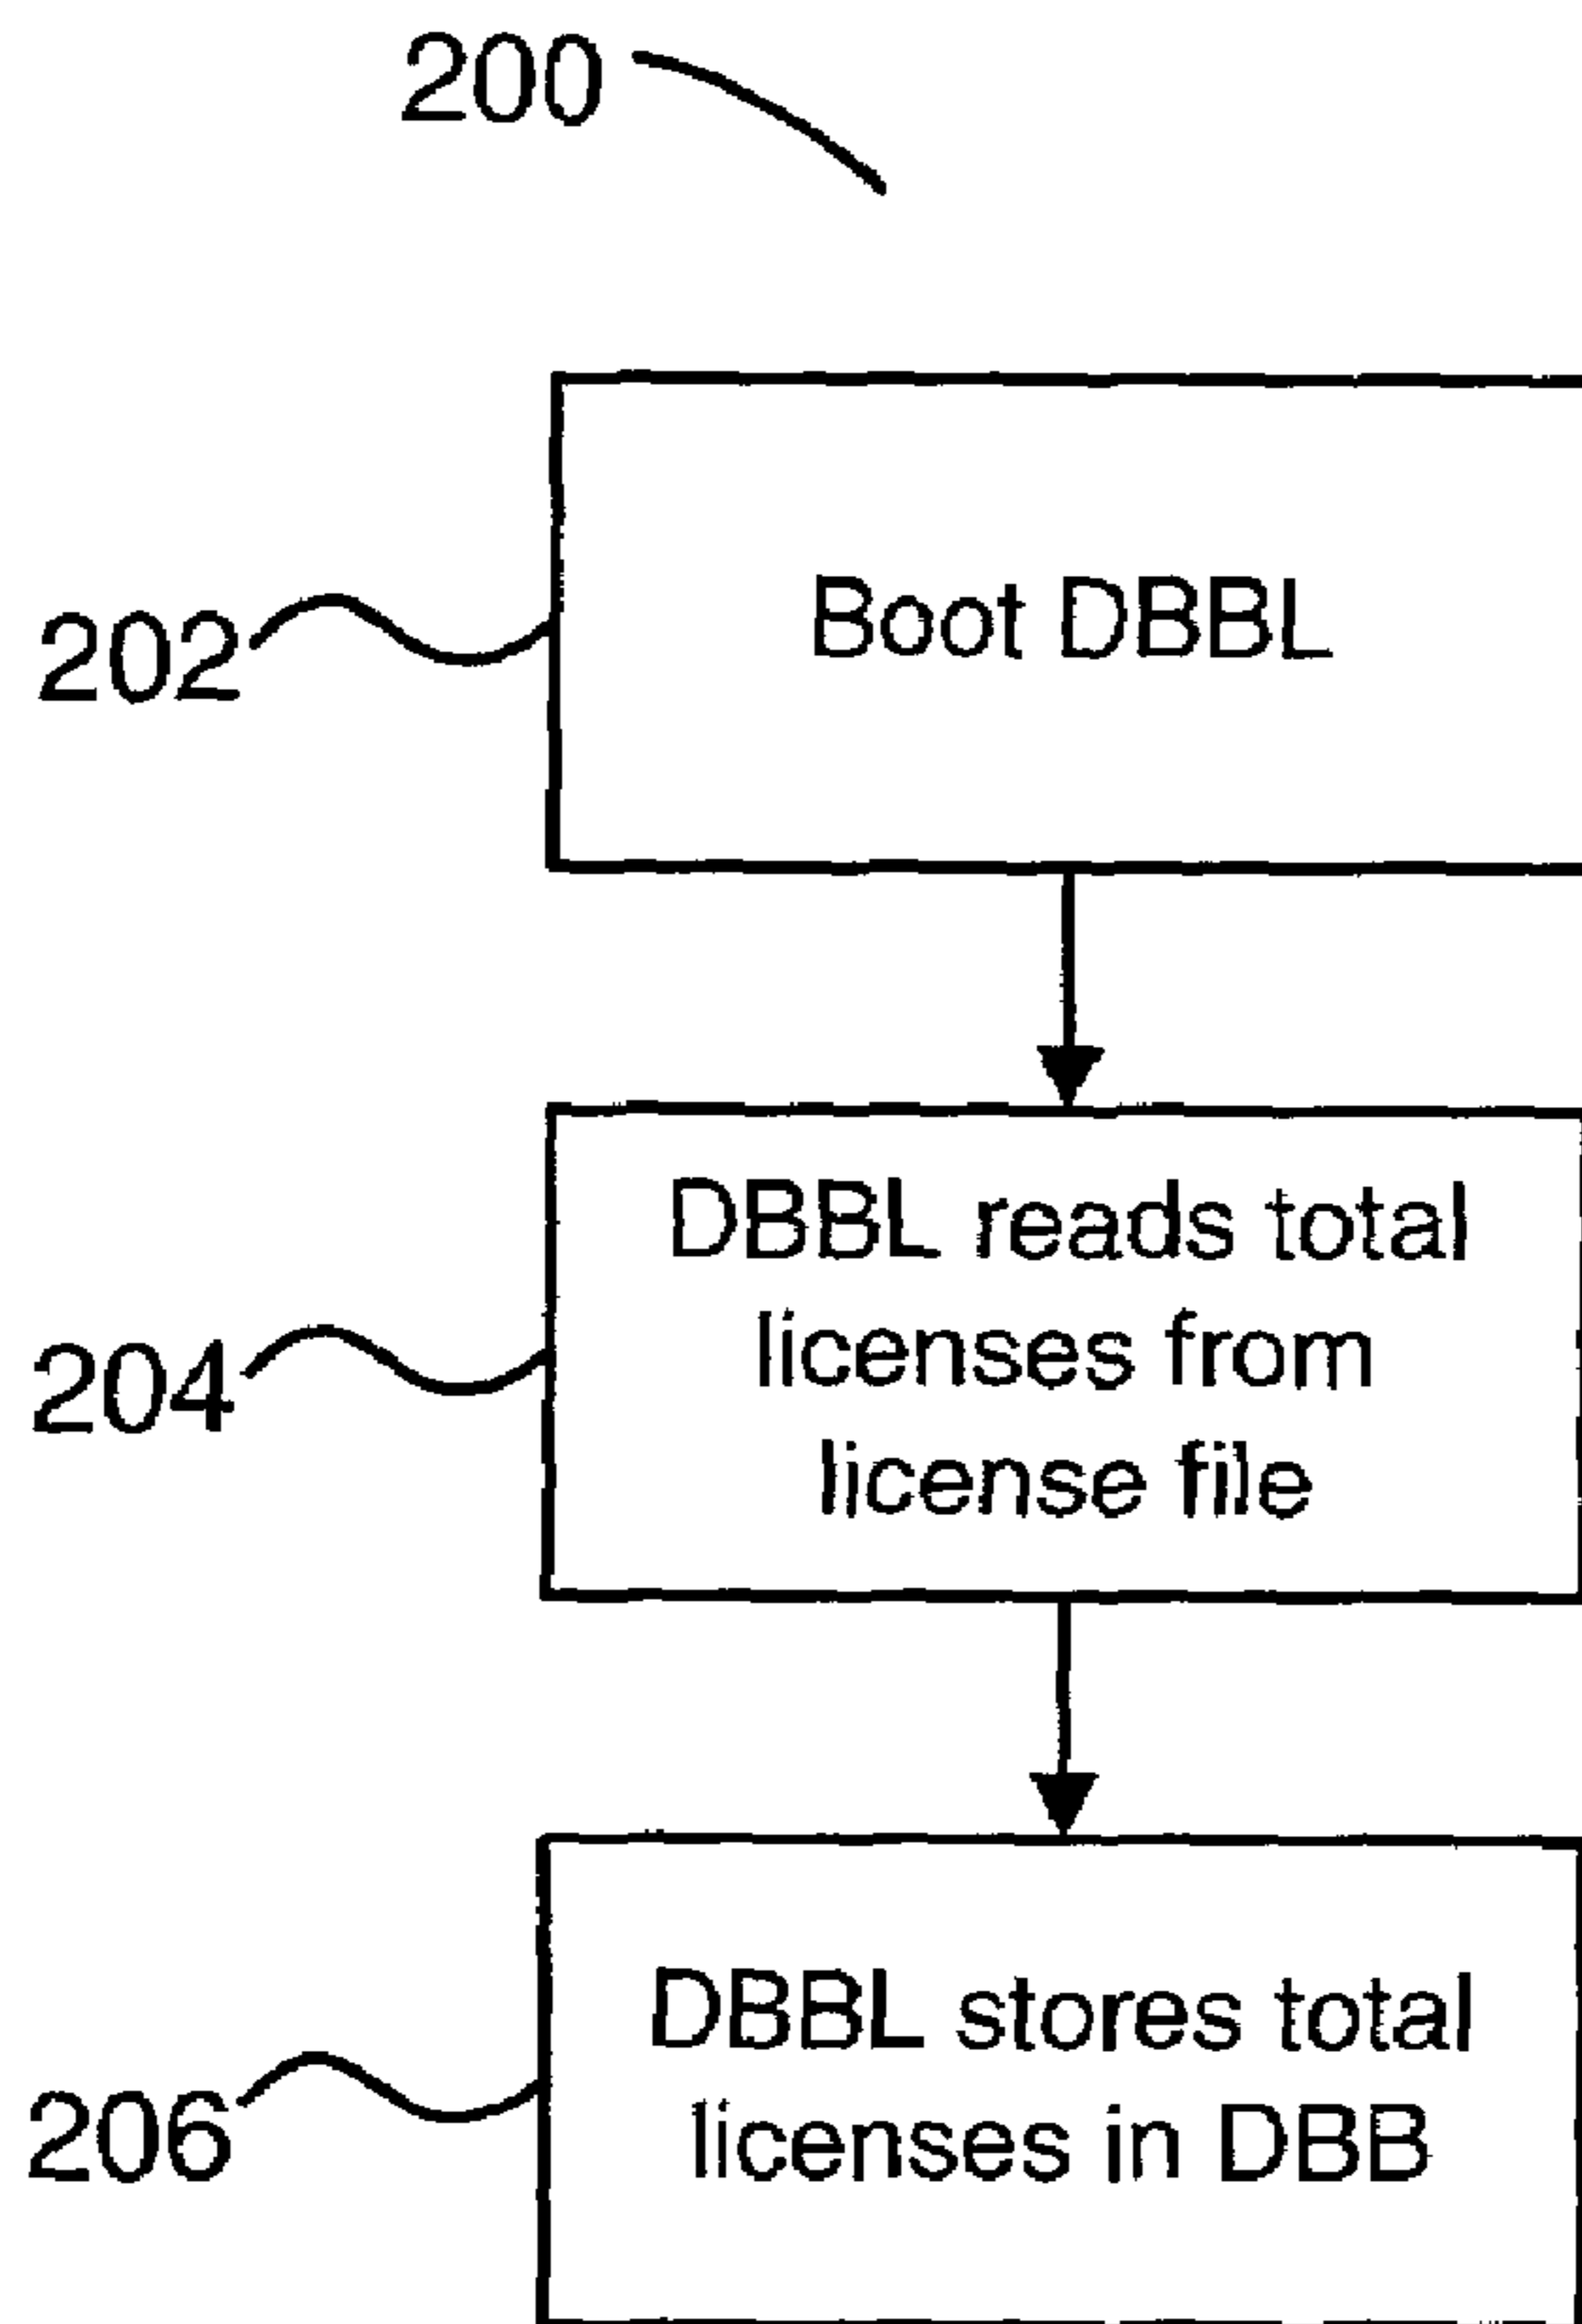 200
202
Boot DBBL
204
DBBL reads total
licenses from
license file
206
DBBL stores total
licenses in DBB